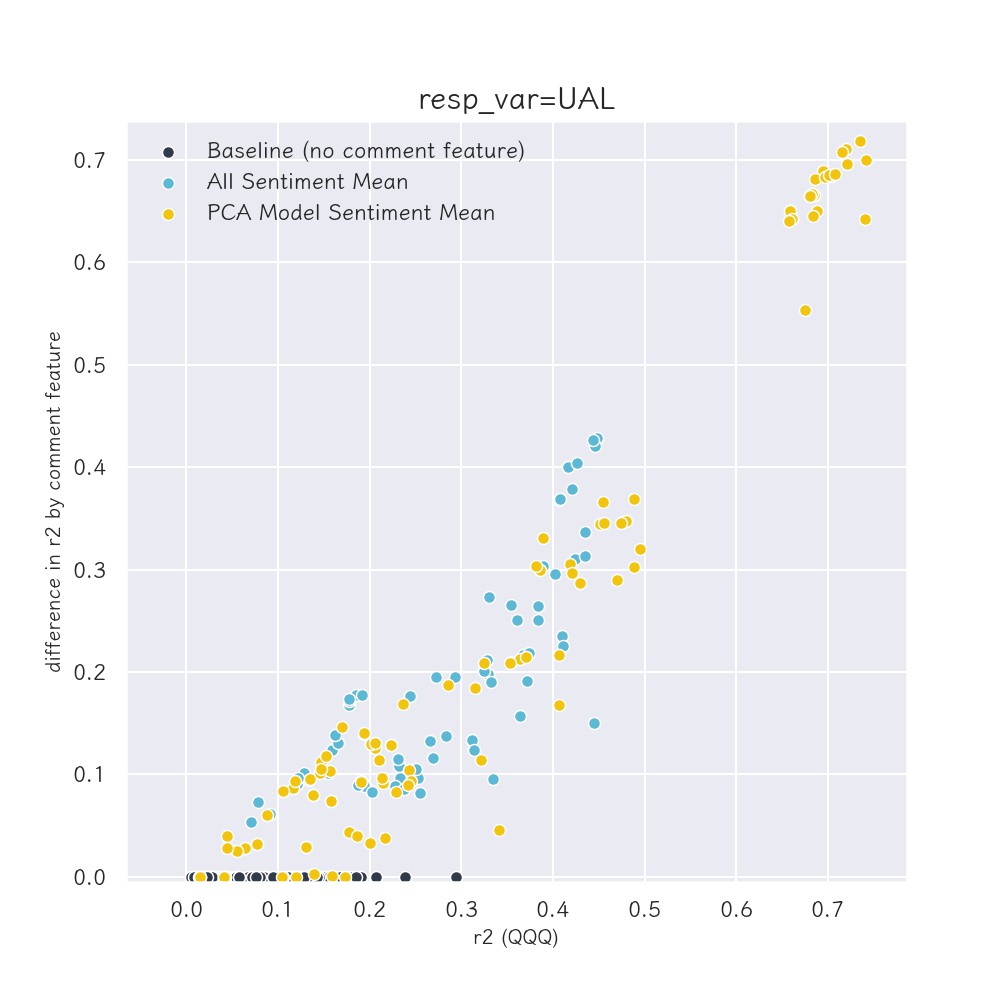 resp_var=UAL
Baseline (no comment feature)
All Sentiment Mean
PCA Model Sentiment Mean
difference in r2 by comment feature
0.7
0.6
0.5
0.4
0.3
0.2
0.1
0.0
0.0 0.1 0.2 0.3 0.4 0.5 0.6 0.7
r2 (QQQ)